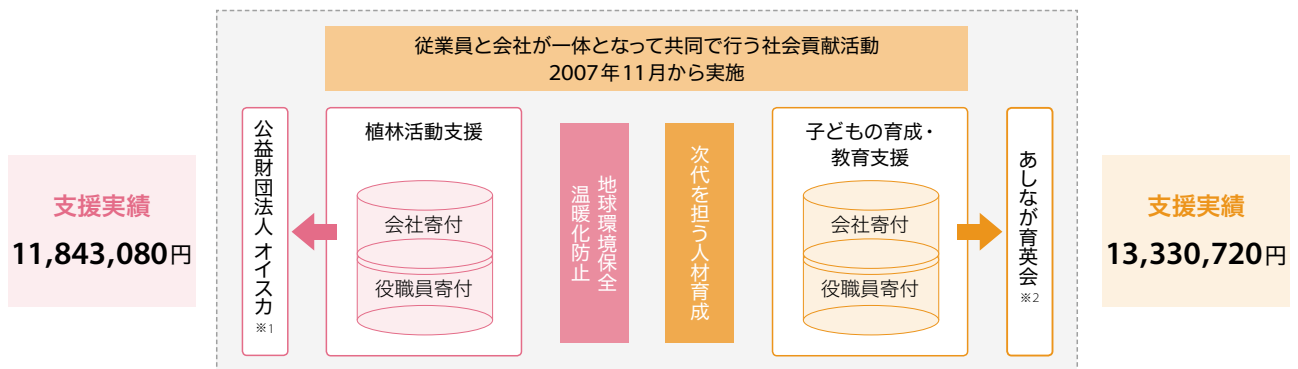 従業員と会社が一体となって共同で行う社会貢献活動
2007年11月から実施
支援実績
11,843,080円
公益財団法人 オイスカ
※1
植林活動支援
会社寄付
役職員寄付
地球環境保全
温暖化防止
次代を担う人材育成
子どもの育成・
教育支援
会社寄付
役職員寄付
あしなが育英会
※2
支援実績
13,330,720円